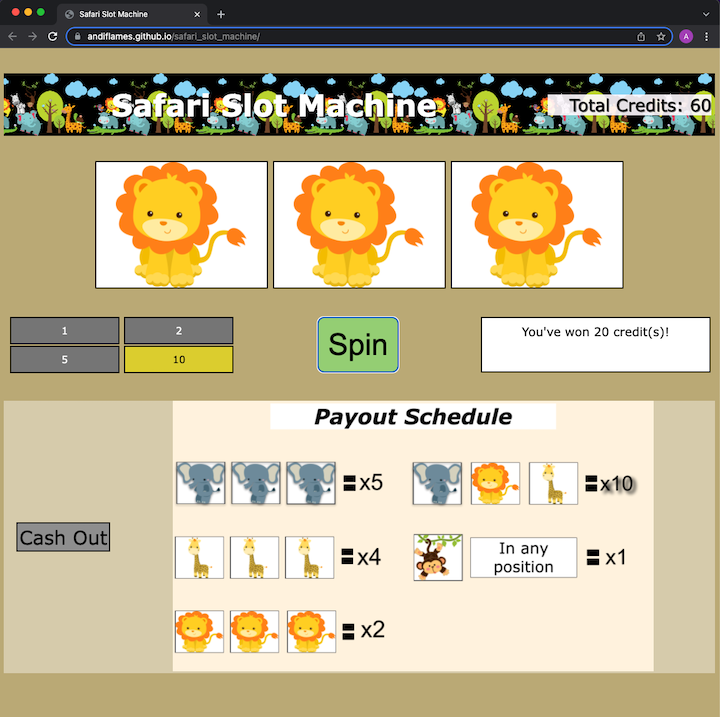 Safari Slot Machine
andiflames.github.io/safari_slot_machine/
A
Safari Slot Machine
Total Credits: 60
1
2
5
10
Spin
You've won 20 credit(s)!
Payout Schedule
=x5
=x10
=x4
In any
position
=x1
=x2
Cash Out